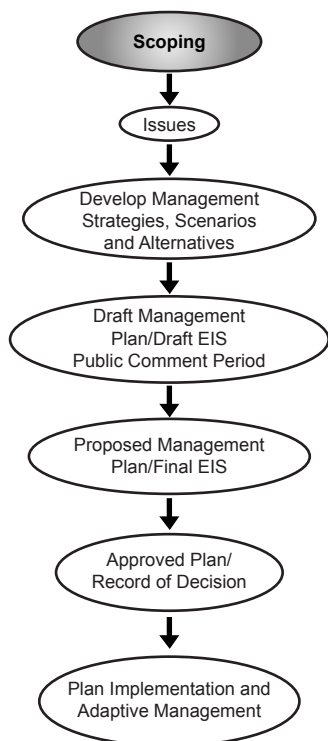 Scoping
Issues
Develop Management
Strategies, Scenarios
and Alternatives
Draft Management
Plan/Draft EIS
Public Comment Period
Proposed Management
Plan/Final EIS
Approved Plan/
Record of Decision
Plan Implementation and
Adaptive Management